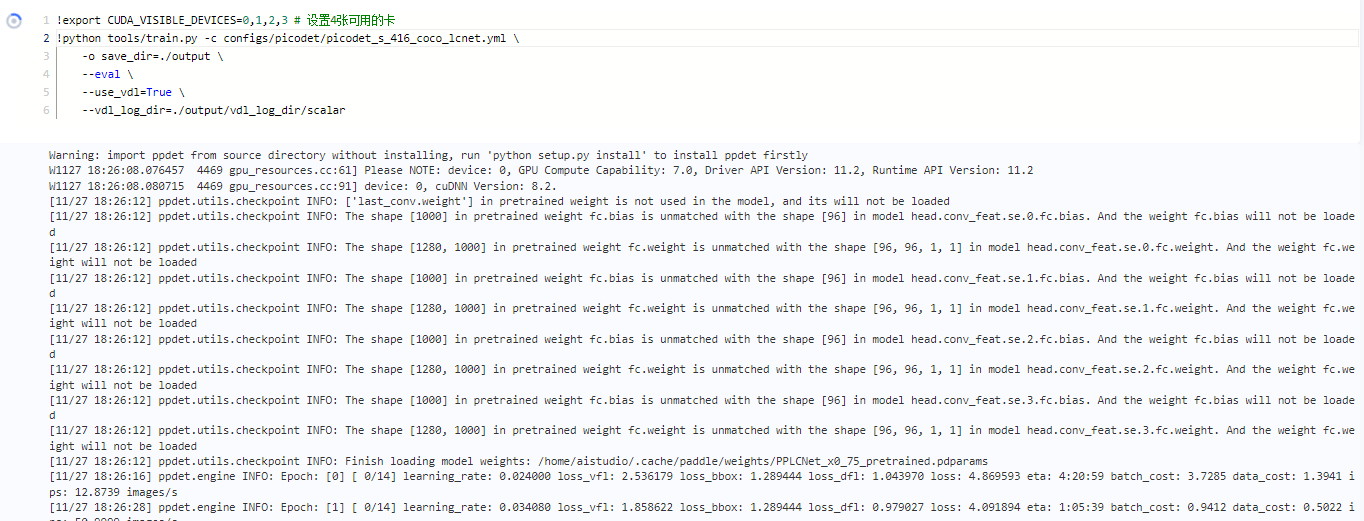 1 !export CUDA_VISIBLE_DEVICES=0,1,2,3 # 设置4张可用的卡
2 !python tools/train.py -c configs/picodet/picodet_s_416_coco_lcnet.yml \
3 -o save_dir=./output \
4 --eval \
5 --use_vdl=True \
6 --vdl_log_dir=./output/vdl_log_dir/scalar
Warning: import ppdet from source directory without installing, run 'python setup.py install' to install ppdet firstly
W1127 18:26:08.076457  4469 gpu_resources.cc:61] Please NOTE: device: 0, GPU Compute Capability: 7.0, Driver API Version: 11.2, Runtime API Version: 11.2
W1127 18:26:08.080715  4469 gpu_resources.cc:91] device: 0, cuDNN Version: 8.2.
[11/27 18:26:12] ppdet.utils.checkpoint INFO: ['last_conv.weight'] in pretrained weight is not used in the model, and its will not be loaded
[11/27 18:26:12] ppdet.utils.checkpoint INFO: The shape [1000] in pretrained weight fc.bias is unmatched with the shape [96] in model head.conv_feat.se.0.fc.bias. And the weight fc.bias will not be loade
d
[11/27 18:26:12] ppdet.utils.checkpoint INFO: The shape [1280, 1000] in pretrained weight fc.weight is unmatched with the shape [96, 96, 1, 1] in model head.conv_feat.se.0.fc.weight. And the weight fc.we
ight will not be loaded
[11/27 18:26:12] ppdet.utils.checkpoint INFO: The shape [1000] in pretrained weight fc.bias is unmatched with the shape [96] in model head.conv_feat.se.1.fc.bias. And the weight fc.bias will not be loade
d
[11/27 18:26:12] ppdet.utils.checkpoint INFO: The shape [1280, 1000] in pretrained weight fc.weight is unmatched with the shape [96, 96, 1, 1] in model head.conv_feat.se.1.fc.weight. And the weight fc.we
ight will not be loaded
[11/27 18:26:12] ppdet.utils.checkpoint INFO: The shape [1000] in pretrained weight fc.bias is unmatched with the shape [96] in model head.conv_feat.se.2.fc.bias. And the weight fc.bias will not be loade
d
[11/27 18:26:12] ppdet.utils.checkpoint INFO: The shape [1280, 1000] in pretrained weight fc.weight is unmatched with the shape [96, 96, 1, 1] in model head.conv_feat.se.2.fc.weight. And the weight fc.we
ight will not be loaded
[11/27 18:26:12] ppdet.utils.checkpoint INFO: The shape [1000] in pretrained weight fc.bias is unmatched with the shape [96] in model head.conv_feat.se.3.fc.bias. And the weight fc.bias will not be loade
d
[11/27 18:26:12] ppdet.utils.checkpoint INFO: The shape [1280, 1000] in pretrained weight fc.weight is unmatched with the shape [96, 96, 1, 1] in model head.conv_feat.se.3.fc.weight. And the weight fc.we
ight will not be loaded
[11/27 18:26:12] ppdet.utils.checkpoint INFO: Finish loading model weights: /home/aistudio/.cache/paddle/weights/PPLCNet_x0_75_pretrained.pdparams
[11/27 18:26:16] ppdet.engine INFO: Epoch: [0] [ 0/14] learning_rate: 0.024000 loss_vfl: 2.536179 loss_bbox: 1.289444 loss_dfl: 1.043970 loss: 4.869593 eta: 4:20:59 batch_cost: 3.7285 data_cost: 1.3941 i
ps: 12.8739 images/s
[11/27 18:26:28] ppdet.engine INFO: Epoch: [1] [ 0/14] learning_rate: 0.034080 loss_vfl: 1.858622 loss_bbox: 1.289444 loss_dfl: 0.979027 loss: 4.091894 eta: 1:05:39 batch_cost: 0.9412 data_cost: 0.5022 i